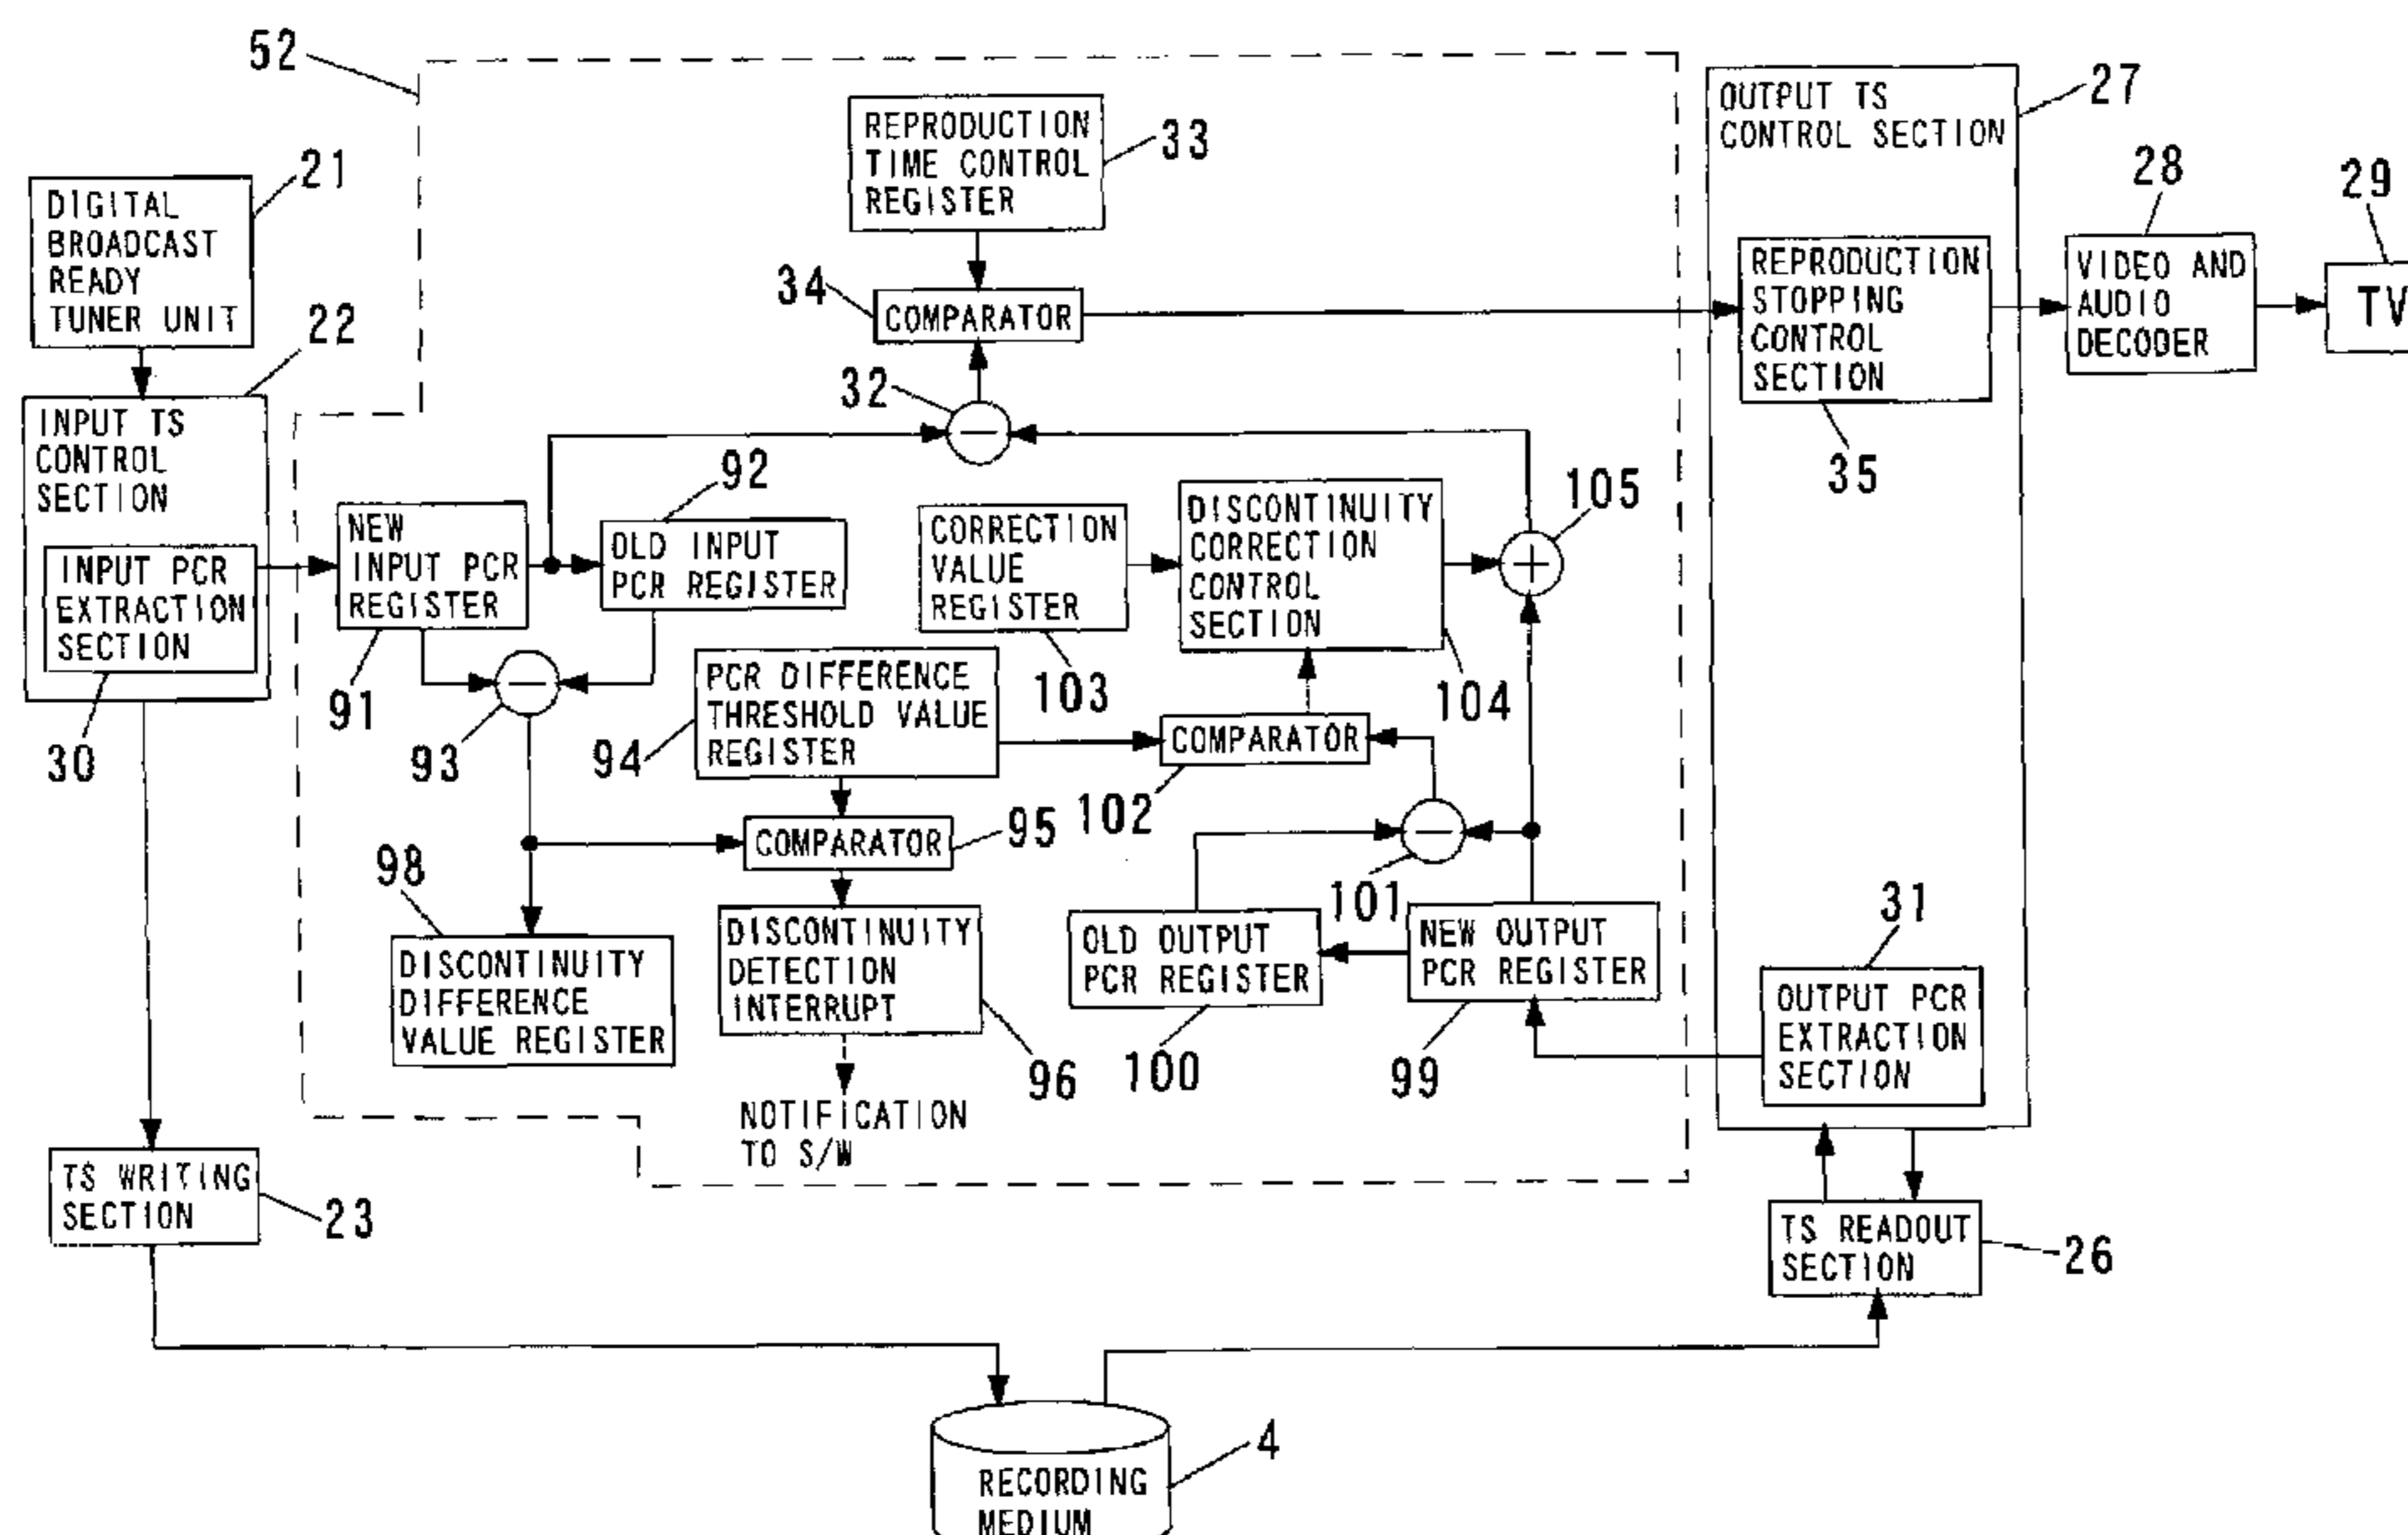 52
REPRODUCTION
TIME CONTROL
REGISTER
33
OUTPUT TS
CONTROL SECTION
27
21
DIGITAL
BROADCAST
READY
TUNER UNIT
34
COMPARATOR
REPRODUCTION
STOPPING
CONTROL
SECTION
35
28
VIDEO AND
AUDIO
DECODER
29
TV
22
INPUT TS
CONTROL
SECTION
INPUT PCR
EXTRACTION
SECTION
30
32
−
92
NEW
INPUT PCR
REGISTER
91
OLD INPUT
PCR REGISTER
CORRECTION
VALUE
REGISTER
103
DISCONTINUITY
CORRECTION
CONTROL
SECTION
104
105
+
−
93
PCR DIFFERENCE
THRESHOLD VALUE
REGISTER
94
COMPARATOR
102
COMPARATOR
95
−
101
98
DISCONTINUITY
DIFFERENCE
VALUE REGISTER
DISCONTINUITY
DETECTION
INTERRUPT
96
OLD OUTPUT
PCR REGISTER
100
NEW OUTPUT
PCR REGISTER
99
31
OUTPUT PCR
EXTRACTION
SECTION
NOTIFICATION
TO S/W
TS WRITING
SECTION
23
TS READOUT
SECTION
26
4
RECORDING
MEDIUM